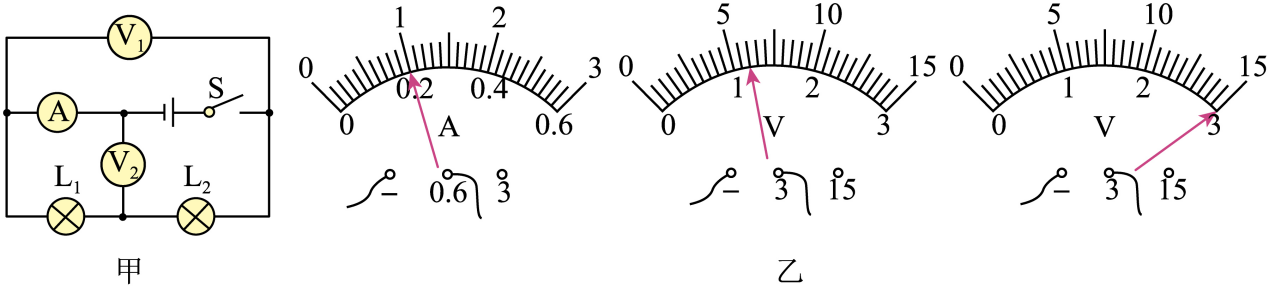 V₁
A
S
V₂
L₁
L₂
甲
0 1 2 3
0 0.2 0.4 0.6
A
− 0.6 3
0 5 10 15
0 1 2 3
V
− 3 15
0 5 10 15
0 1 2 3
V
− 3 15
乙